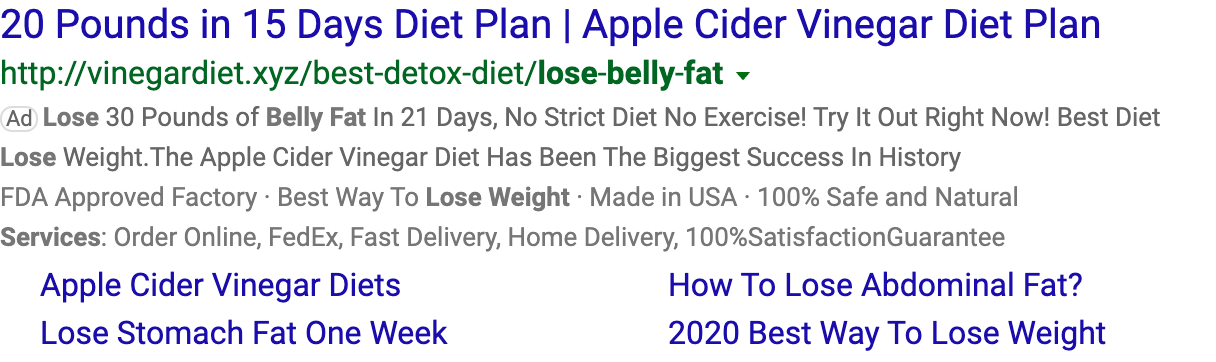 20 Pounds in 15 Days Diet Plan | Apple Cider Vinegar Diet Plan
http://vinegardiet.xyz/best-detox-diet/lose-belly-fat
Ad Lose 30 Pounds of Belly Fat In 21 Days, No Strict Diet No Exercise! Try It Out Right Now! Best Diet
Lose Weight.The Apple Cider Vinegar Diet Has Been The Biggest Success In History
FDA Approved Factory · Best Way To Lose Weight · Made in USA · 100% Safe and Natural
Services: Order Online, FedEx, Fast Delivery, Home Delivery, 100%SatisfactionGuarantee
Apple Cider Vinegar Diets
How To Lose Abdominal Fat?
Lose Stomach Fat One Week
2020 Best Way To Lose Weight